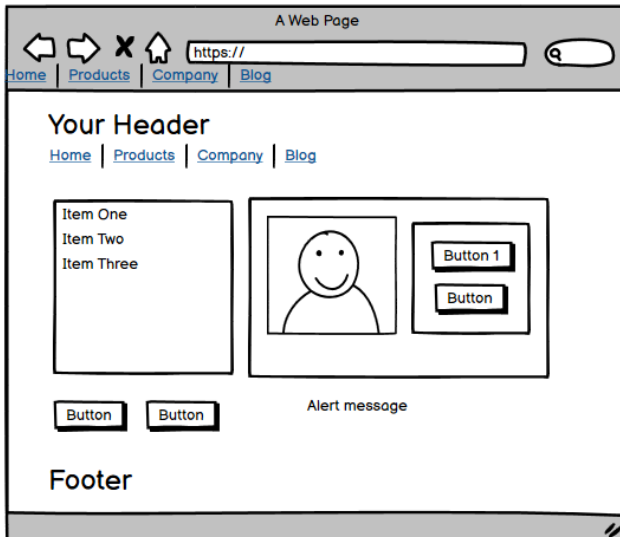 A Web Page
https://
Home Products Company Blog
Your Header
Home Products Company Blog
Item One
Item Two
Item Three
Button 1
Button
Button Button
Alert message
Footer